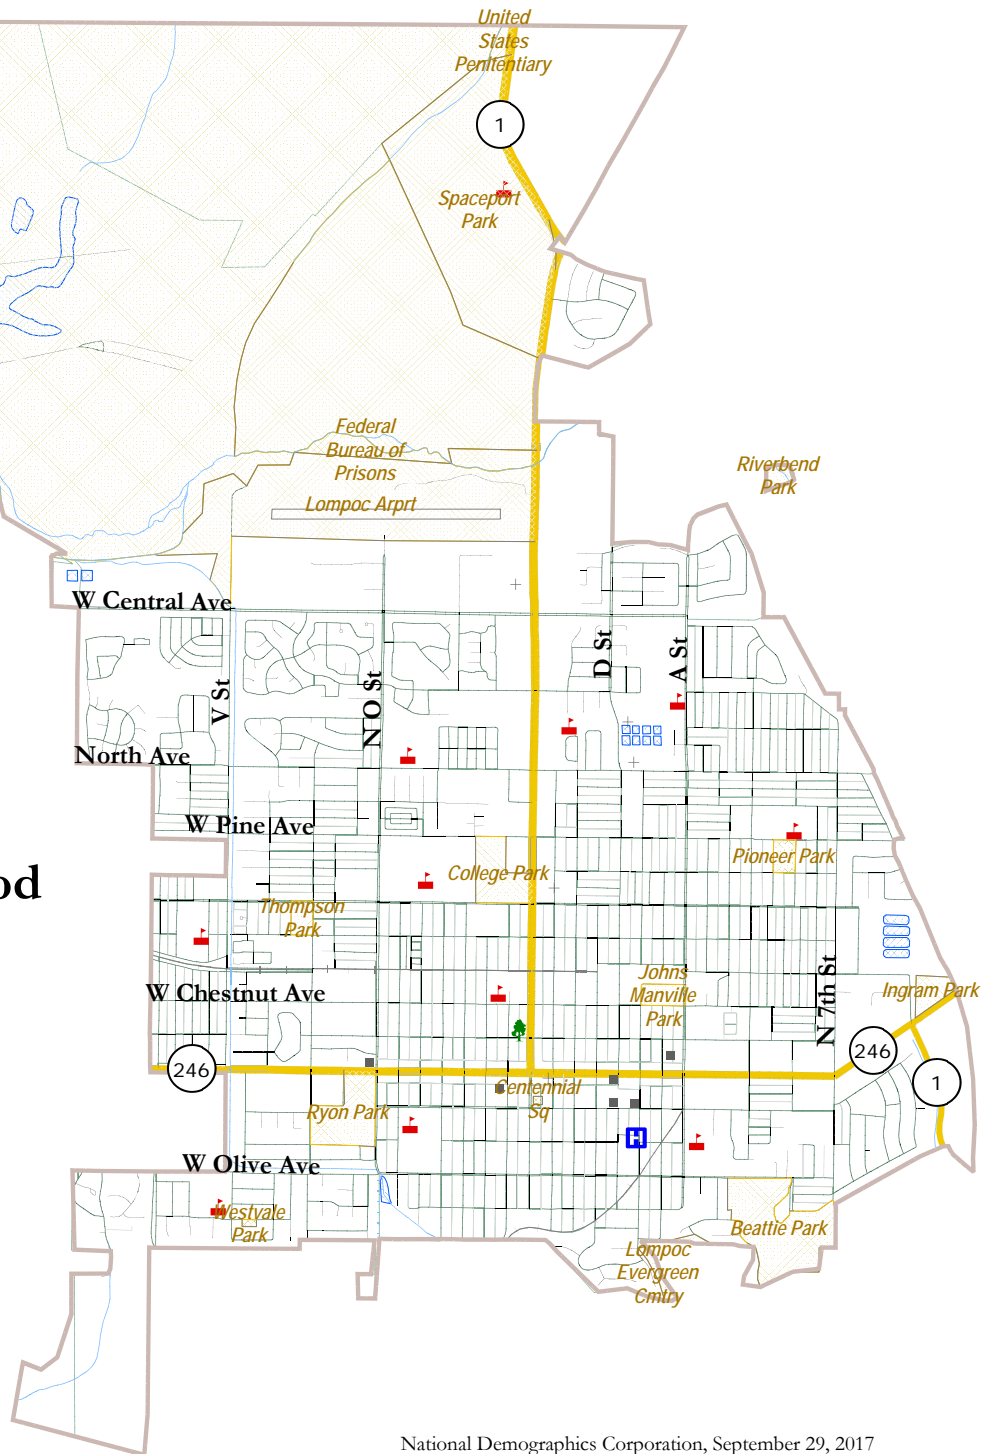 United
States
Penitentiary
1
Spaceport
Park
Federal
Bureau of
Prisons
Riverbend
Park
Lompoc Arprt
W Central Ave
D St
A St
V St
N O St
North Ave
W Pine Ave
College Park
Pioneer Park
od
Thompson
Park
W Chestnut Ave
Johns
Manville
Park
N 7th St
Ingram Park
246
246
1
Centennial
Sq
Ryon Park
H
W Olive Ave
Westvale
Park
Beattie Park
Lompoc
Evergreen
Cmtry
National Demographics Corporation, September 29, 2017